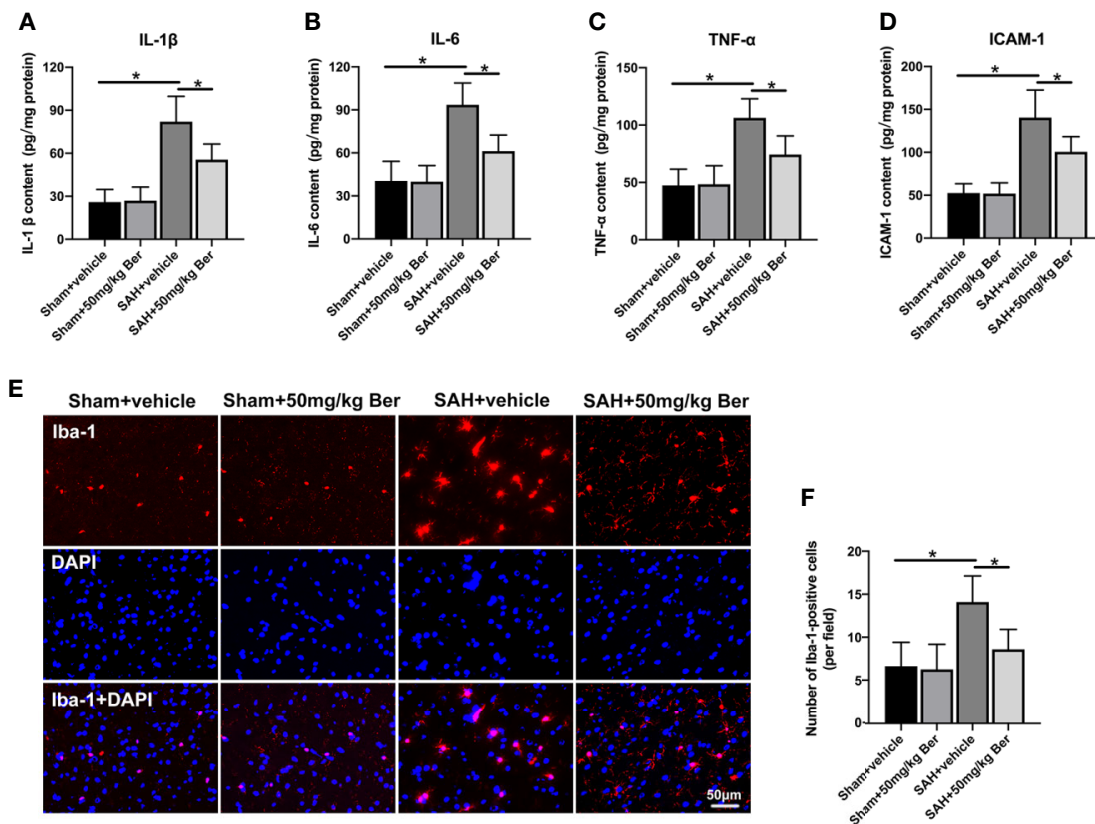 A
IL-1β
IL-1 β content (pg/mg protein)
120
90
60
30
0
*
*
Sham+vehicle
Sham+50mg/kg Ber
SAH+vehicle
SAH+50mg/kg Ber
B
IL-6
IL-6 content (pg/mg protein)
120
90
60
30
0
*
*
Sham+vehicle
Sham+50mg/kg Ber
SAH+vehicle
SAH+50mg/kg Ber
C
TNF-α
TNF-α content (pg/mg protein)
150
100
50
0
*
*
Sham+vehicle
Sham+50mg/kg Ber
SAH+vehicle
SAH+50mg/kg Ber
D
ICAM-1
ICAM-1 content (pg/mg protein)
200
150
100
50
0
*
*
Sham+vehicle
Sham+50mg/kg Ber
SAH+vehicle
SAH+50mg/kg Ber
E
Sham+vehicle
Sham+50mg/kg Ber
SAH+vehicle
SAH+50mg/kg Ber
Iba-1
DAPI
Iba-1+DAPI
50μm
F
Number of Iba-1-positive cells
(per field)
20
15
10
5
0
*
*
Sham+vehicle
Sham+50mg/kg Ber
SAH+vehicle
SAH+50mg/kg Ber